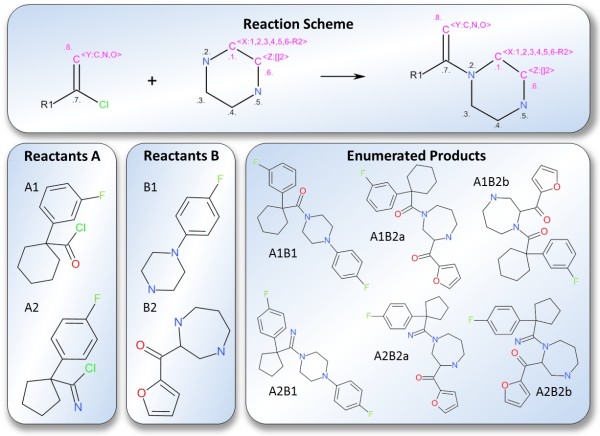 Reaction Scheme
.8.
<Y:C,N,O>
C
R1
.7.
Cl
+
.2.
C
<X:1,2,3,4,5,6-R2>
.1.
C
<Z:[]2>
.6.
N
N
.5.
.3.
.4.
.8.
C
<Y:C,N,O>
R1
.7.
.2.
N
C
<X:1,2,3,4,5,6-R2>
.1.
C
<Z:[]2>
.6.
N
.5.
.3.
.4.
Reactants A
A1
F
Cl
O
A2
F
Cl
N
Reactants B
B1
F
N
N
B2
N
N
O
O
Enumerated Products
F
O
N
N
F
A1B1
F
O
N
N
O
O
A1B2a
A1B2b
N
N
O
O
O
F
F
N
N
N
F
A2B1
F
N
N
N
O
O
A2B2a
F
N
N
N
O
O
A2B2b